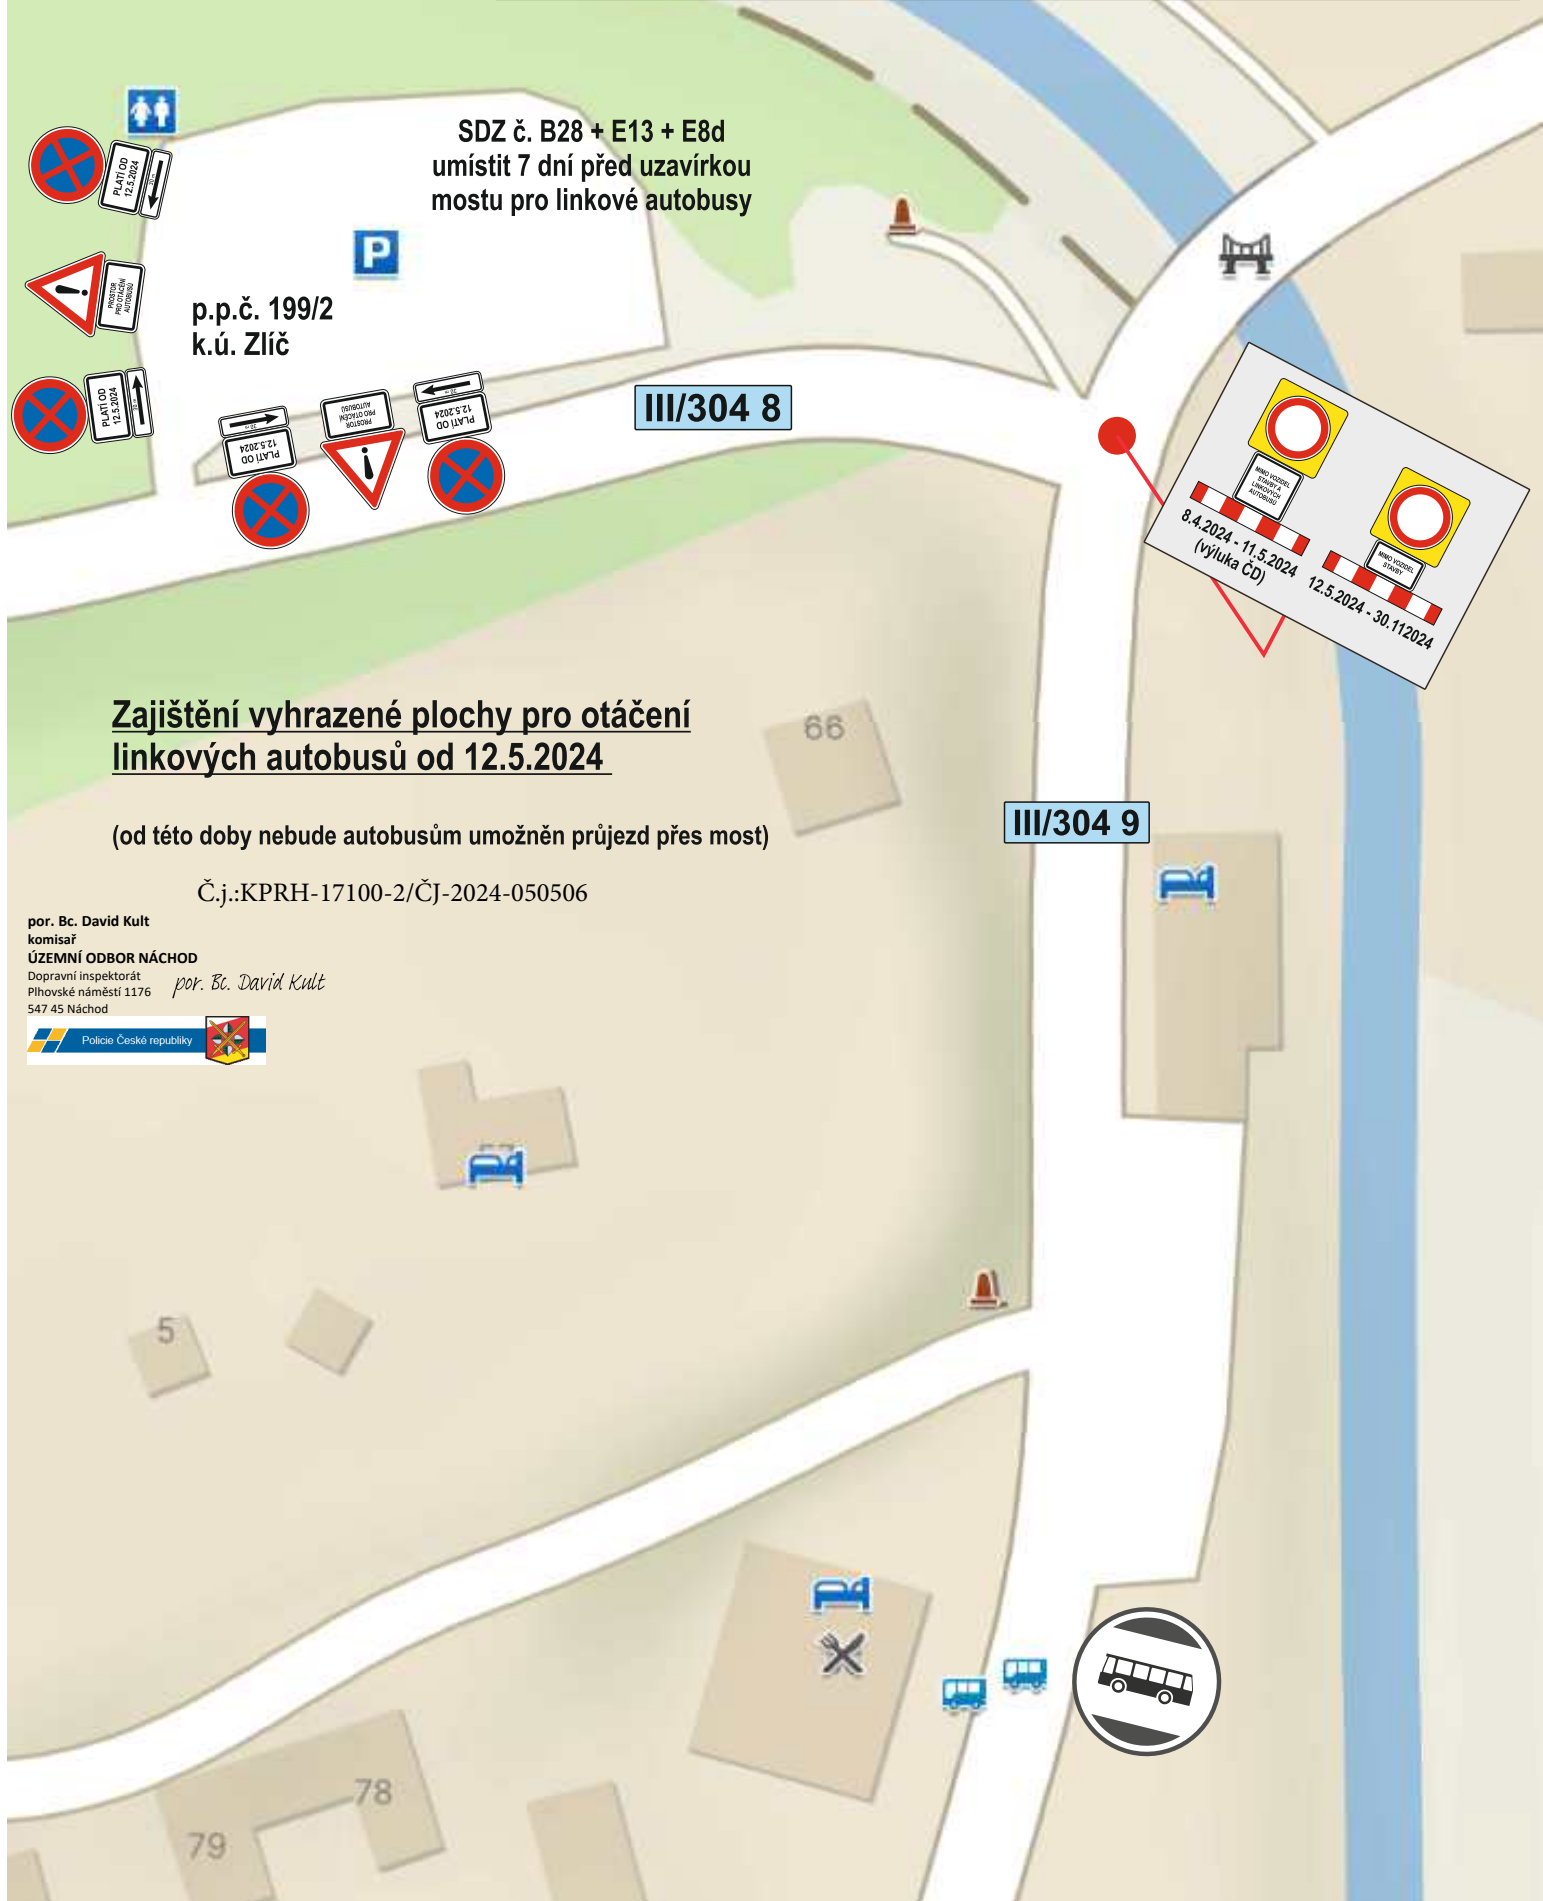 SDZ č. B28 + E13 + E8d
umístit 7 dní před uzavírkou
mostu pro linkové autobusy
PLATÍ OD
12.5.2024
P
PROSTOR
PRO OTÁČENÍ
AUTOBUSŮ
p.p.č. 199/2
k.ú. Zlíč
PLATÍ OD
12.5.2024
PLATÍ OD
12.5.2024
PROSTOR
PRO OTÁČENÍ
AUTOBUSŮ
PLATÍ OD
12.5.2024
III/304 8
MIMO VOZIDEL
STAVBY A
LINKOVÝCH
AUTOBUSŮ
8.4.2024 - 11.5.2024
(výluka ČD)
MIMO VOZIDEL
STAVBY
12.5.2024 - 30.112024
Zajištění vyhrazené plochy pro otáčení
linkových autobusů od 12.5.2024
66
III/304 9
(od této doby nebude autobusům umožněn průjezd přes most)
Č.j.:KPRH-17100-2/ČJ-2024-050506
por. Bc. David Kult
komisař
ÚZEMNÍ ODBOR NÁCHOD
Dopravní inspektorát
Plhovské náměstí 1176
547 45 Náchod
por. Bc. David Kult
Policie České republiky
5
78
79